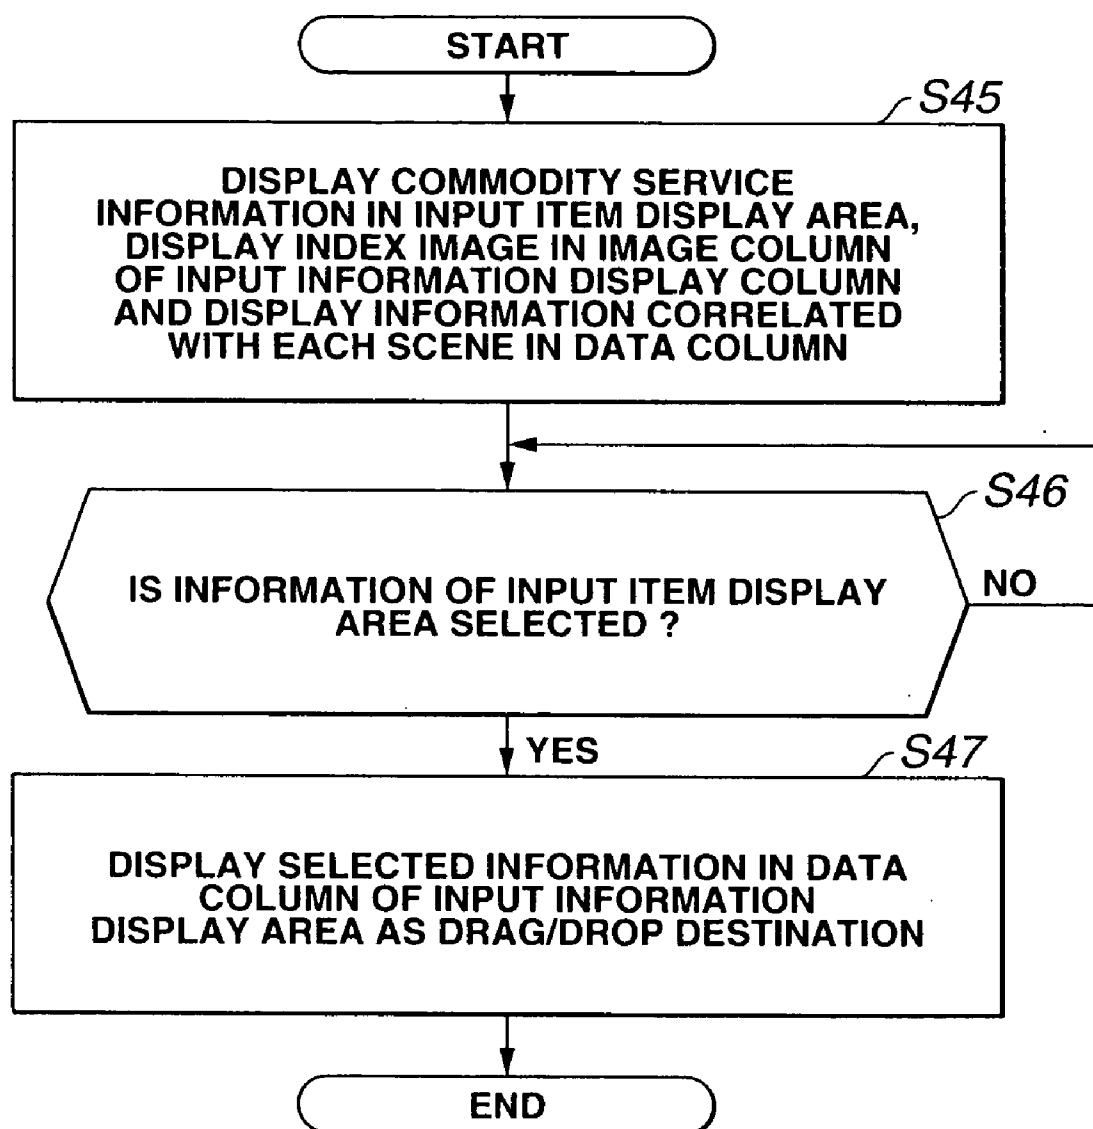 START
S45
DISPLAY COMMODITY SERVICE
INFORMATION IN INPUT ITEM DISPLAY AREA,
DISPLAY INDEX IMAGE IN IMAGE COLUMN
OF INPUT INFORMATION DISPLAY COLUMN
AND DISPLAY INFORMATION CORRELATED
WITH EACH SCENE IN DATA COLUMN
S46
IS INFORMATION OF INPUT ITEM DISPLAY
AREA SELECTED ?
NO
YES
S47
DISPLAY SELECTED INFORMATION IN DATA
COLUMN OF INPUT INFORMATION
DISPLAY AREA AS DRAG/DROP DESTINATION
END